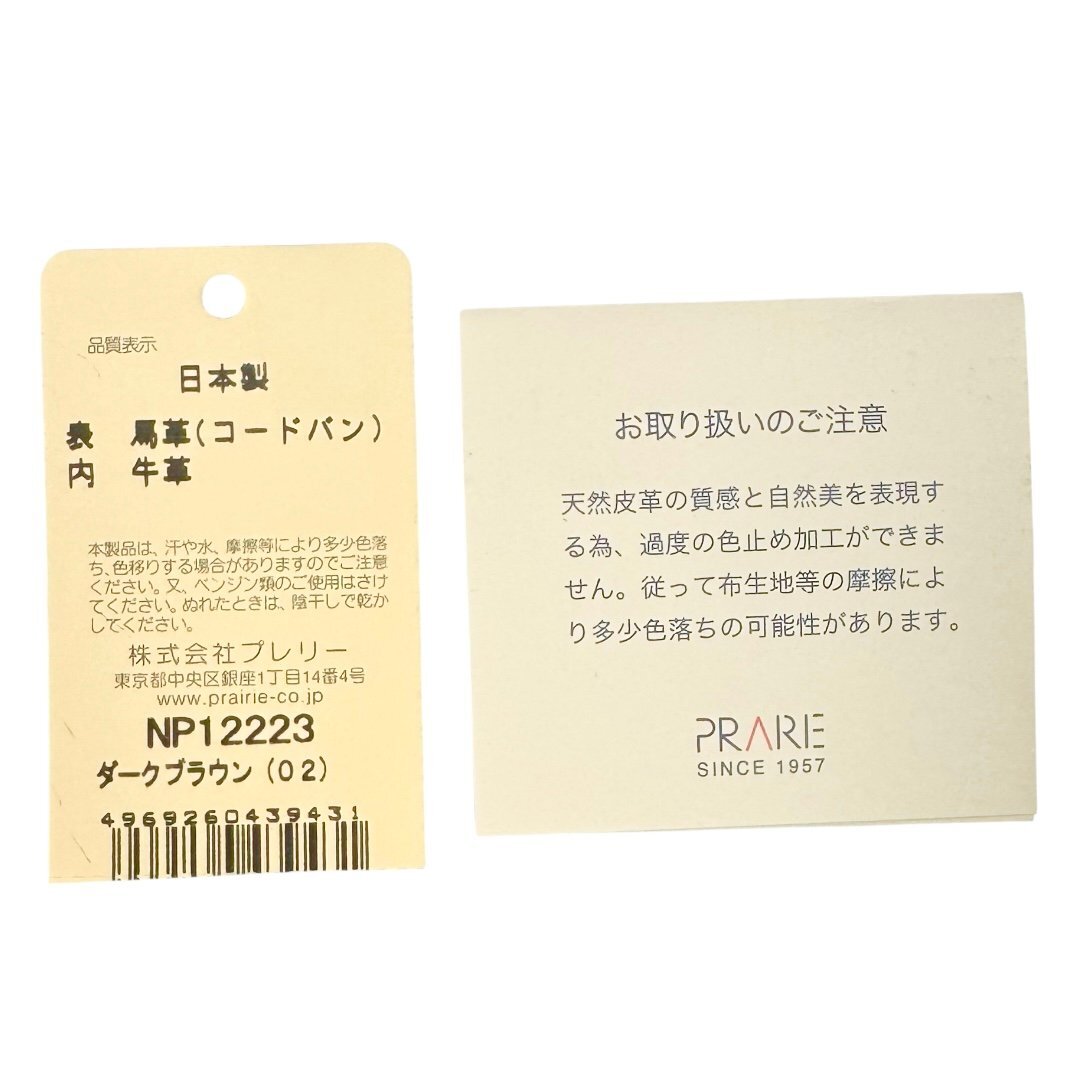 品質表示
日本製
表 馬革(コードバン)
内 牛革
本製品は、汗や水、摩擦等により多少色落
ち、色移りする場合がありますのでご注意
ください。又、ベンジン類のご使用はさけ
てください。ぬれたときは、陰干しで乾か
してください。
株式会社プレリー
東京都中央区銀座1丁目14番4号
www.prairie-co.jp
NP12223
ダークブラウン(02)
4969260439431
お取り扱いのご注意
天然皮革の質感と自然美を表現す
る為、過度の色止め加工ができま
せん。従って布生地等の摩擦によ
り多少色落ちの可能性があります。
PRARIE
SINCE 1957